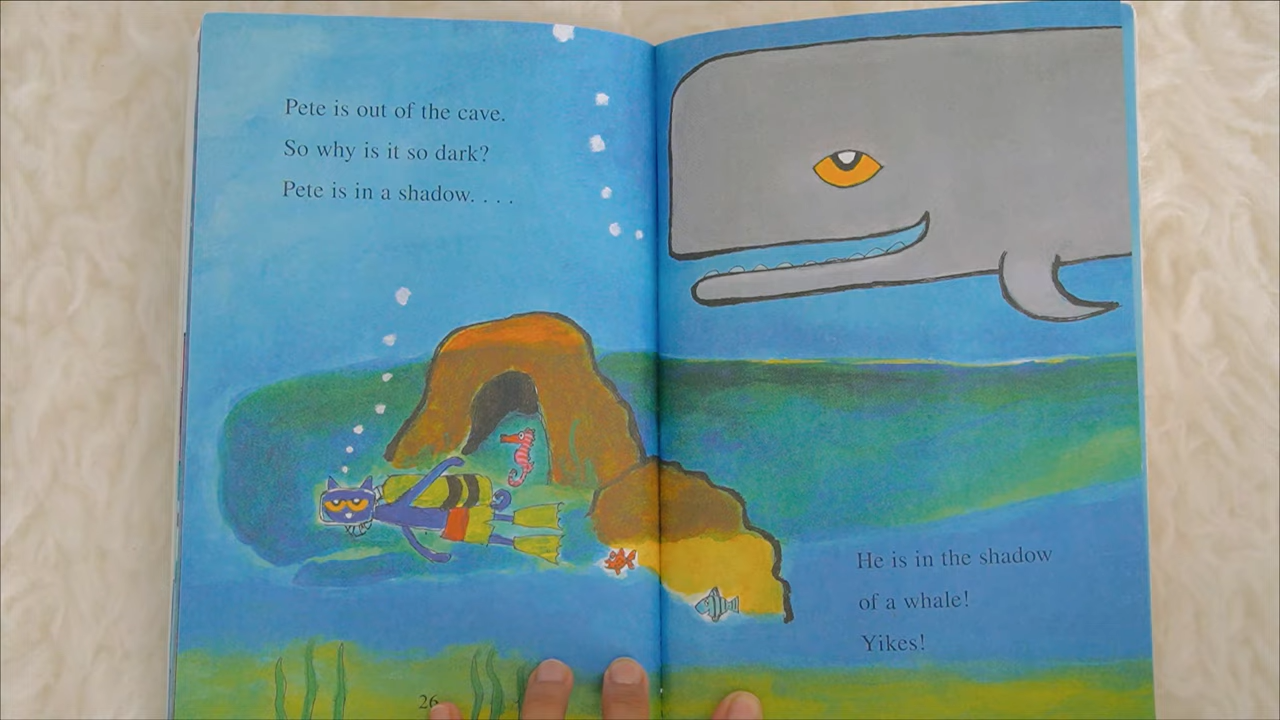 Pete is out of the cave.
So why is it so dark?
Pete is in a shadow. . . .
He is in the shadow
of a whale!
Yikes!
26